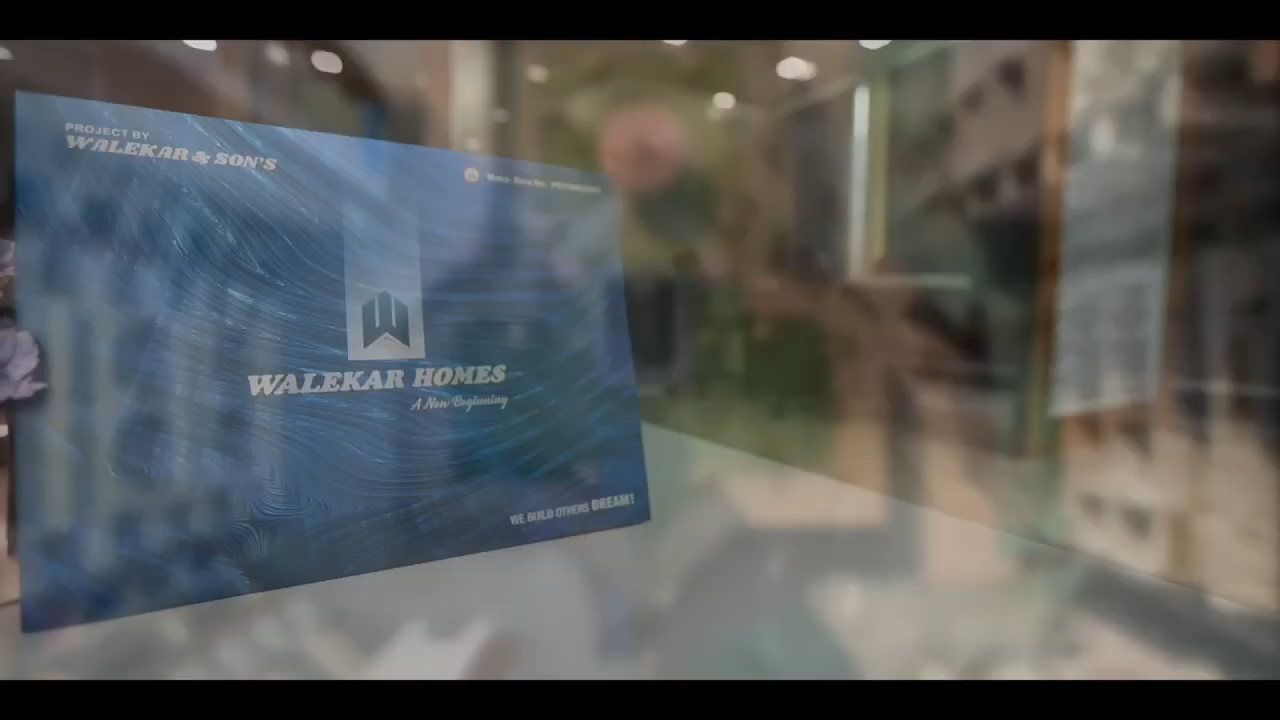 PROJECT BY
WALEKAR & SON'S
WALEKAR HOMES
A New Beginning
WE BUILD OTHERS DREAM!